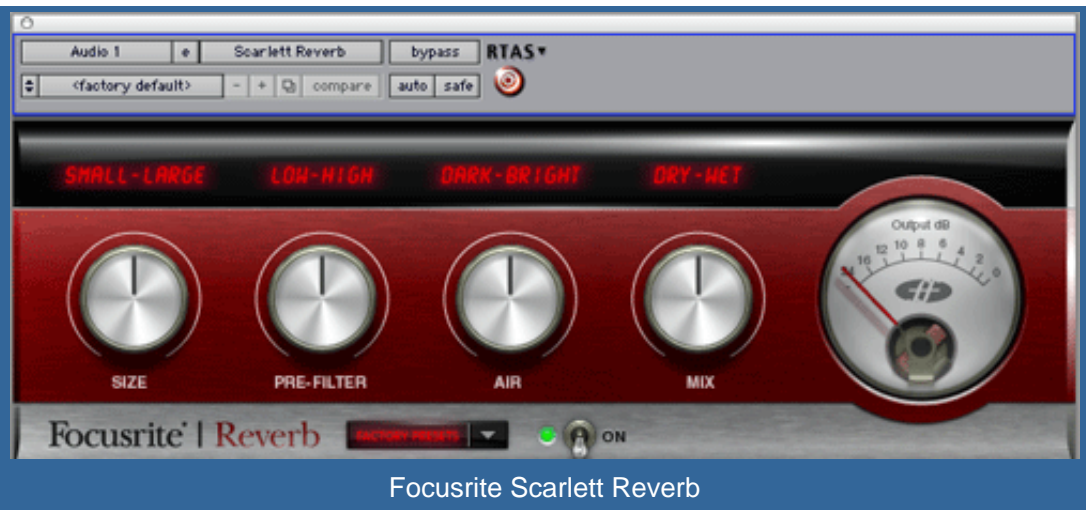 Audio 1 e Scarlett Reverb bypass RTAS
<factory default> - + compare auto safe
SMALL-LARGE LOW-HIGH DARK-BRIGHT DRY-WET
Output dB
16 12 10 8 6 4 2 0
SIZE PRE-FILTER AIR MIX
Focusrite | Reverb FACTORY PRESETS ON
Focusrite Scarlett Reverb